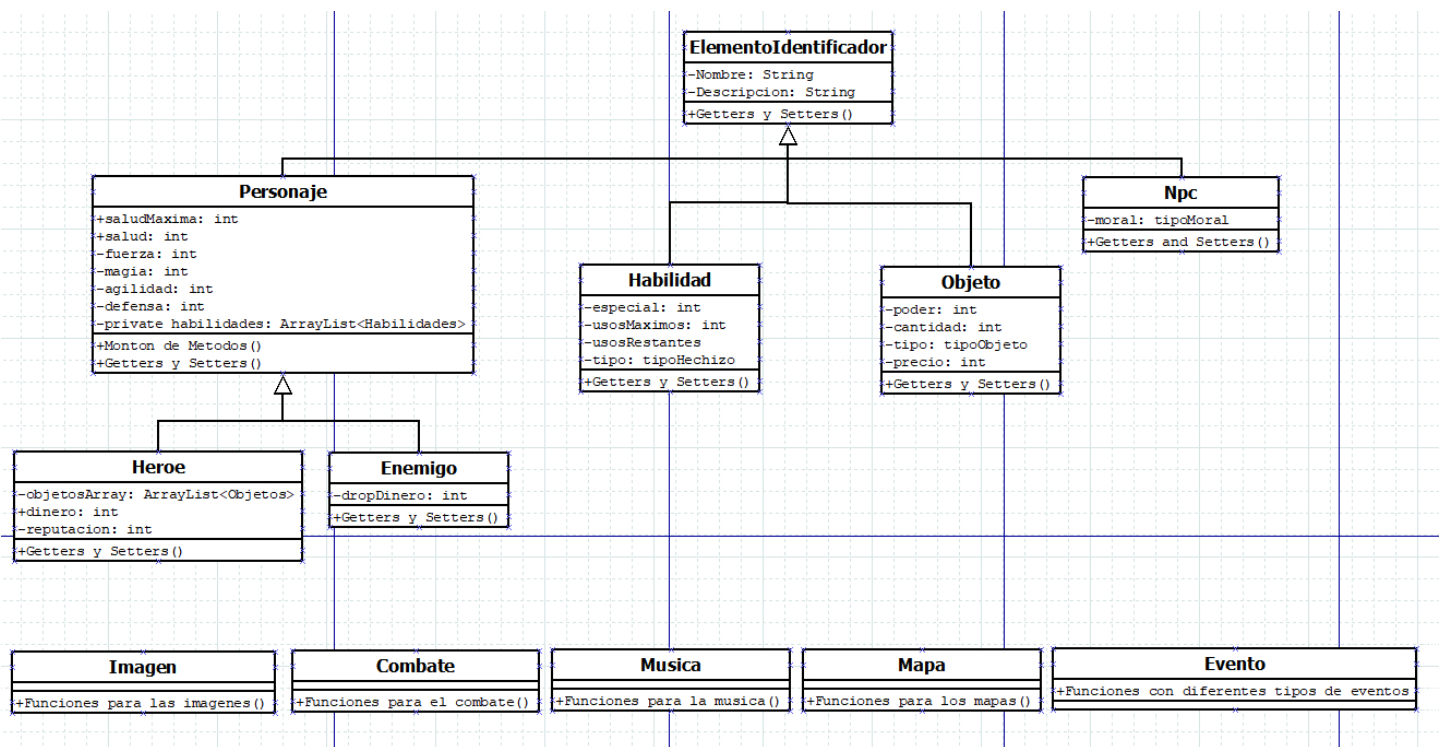 ElementoIdentificador
-Nombre: String
-Descripcion: String
+Getters y Setters()
Personaje
+saludMaxima: int
+salud: int
-fuerza: int
-magia: int
-agilidad: int
-defensa: int
-private habilidades: ArrayList<Habilidades>
+Monton de Metodos()
+Getters y Setters()
Npc
-moral: tipoMoral
+Getters and Setters()
Habilidad
-especial: int
-usosMaximos: int
-usosRestantes
-tipo: tipoHechizo
+Getters y Setters()
Objeto
-poder: int
-cantidad: int
-tipo: tipoObjeto
-precio: int
+Getters y Setters()
Heroe
-objetosArray: ArrayList<Objetos>
+dinero: int
-reputacion: int
+Getters y Setters()
Enemigo
-dropDinero: int
+Getters y Setters()
Imagen
+Funciones para las imagenes()
Combate
+Funciones para el combate()
Musica
+Funciones para la musica()
Mapa
+Funciones para los mapas()
Evento
+Funciones con diferentes tipos de eventos